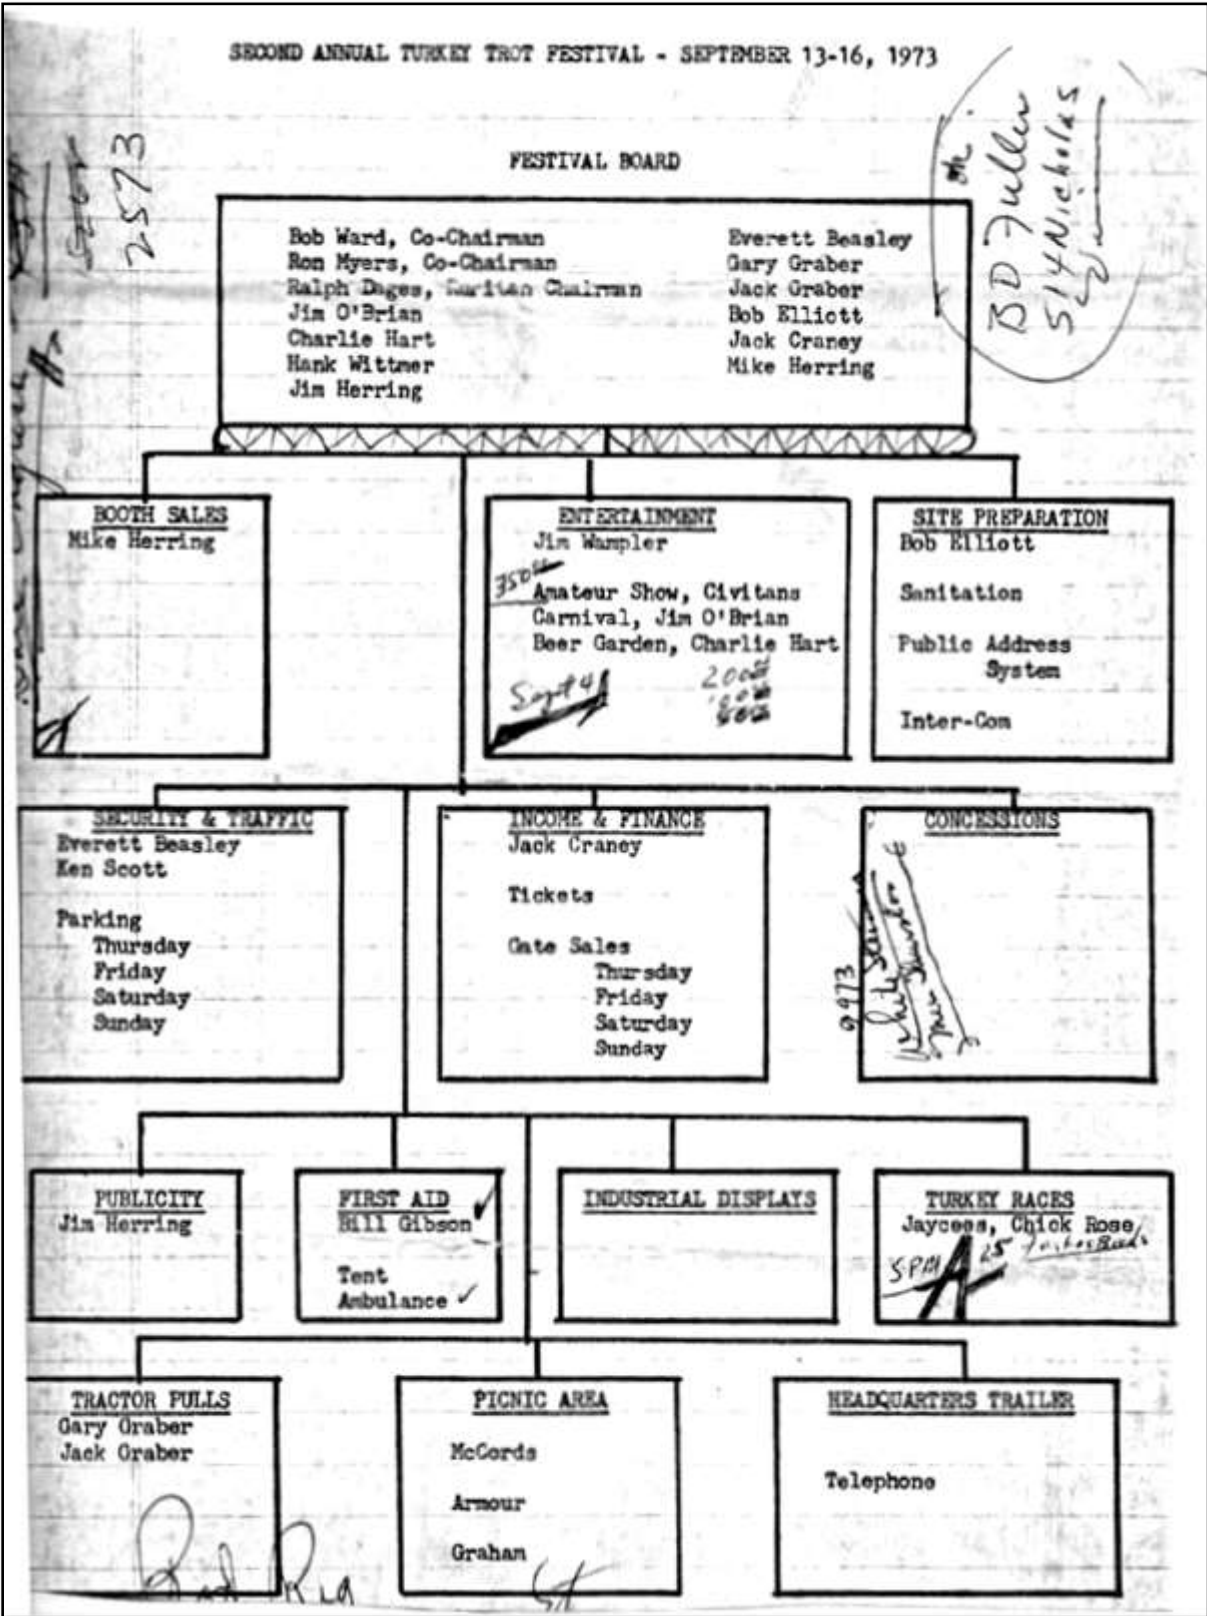 SECOND ANNUAL TURKEY TROT FESTIVAL - SEPTEMBER 13-16, 1973
2573
BD Fuller
514 Nicholas
FESTIVAL BOARD
Bob Ward, Co-Chairman
Ron Myers, Co-Chairman
Ralph Dages, Ruritan Chairman
Jim O'Brian
Charlie Hart
Hank Wittmer
Jim Herring
Everett Beasley
Gary Graber
Jack Graber
Bob Elliott
Jack Craney
Mike Herring
BOOTH SALES
Mike Herring
ENTERTAINMENT
Jim Wampler
350
Amateur Show, Civitans
Carnival, Jim O'Brian
Beer Garden, Charlie Hart
Sept 4
200
SITE PREPARATION
Bob Elliott
Sanitation
Public Address
System
Inter-Com
SECURITY & TRAFFIC
Everett Beasley
Ken Scott
Parking
Thursday
Friday
Saturday
Sunday
INCOME & FINANCE
Jack Craney
Tickets
Gate Sales
Thursday
Friday
Saturday
Sunday
CONCESSIONS
White
PUBLICITY
Jim Herring
FIRST AID
Bill Gibson
Tent
Ambulance
INDUSTRIAL DISPLAYS
TURKEY RACES
Jaycees, Chick Rose
5 PM 25
TRACTOR PULLS
Gary Graber
Jack Graber
PICNIC AREA
McCords
Armour
Graham
HEADQUARTERS TRAILER
Telephone